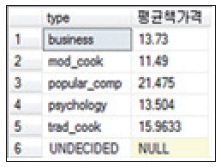 type 평균책가격
1 business 13.73
2 mod_cook 11.49
3 popular_comp 21.475
4 psychology 13.504
5 trad_cook 15.9633
6 UNDECIDED NULL